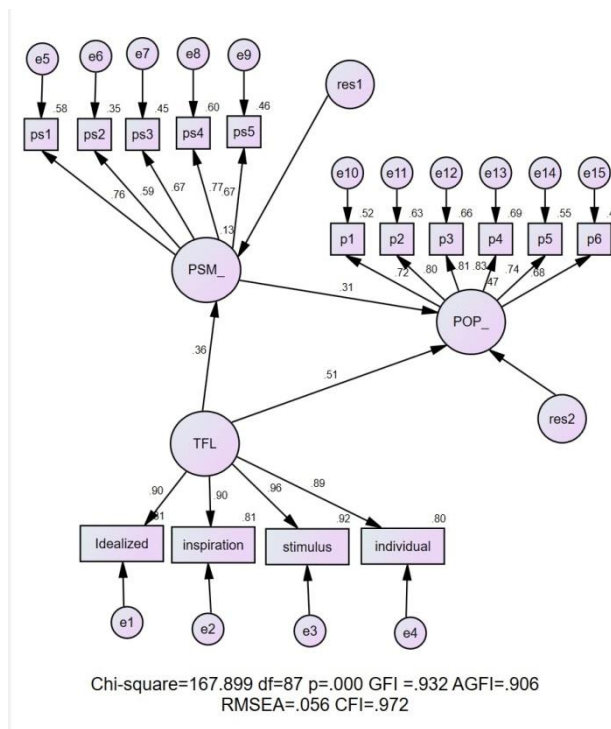 e5 e6 e7 e8 e9
res1
.58 .35 .45 .60 .46
ps1 ps2 ps3 ps4 ps5
e10 e11 e12 e13 e14 e15
.52 .63 .66 .69 .55
p1 p2 p3 p4 p5 p6
.76 .59 .67 .77 .67
.13
PSM_
.72 .80 .81 .83 .74 .68
.47
.31
POP_
.36
.51
res2
TFL
.90 .90 .96 .89
.81 .92 .80
Idealized inspiration stimulus individual
e1 e2 e3 e4
Chi-square=167.899 df=87 p=.000 GFI =.932 AGFI=.906
RMSEA=.056 CFI=.972